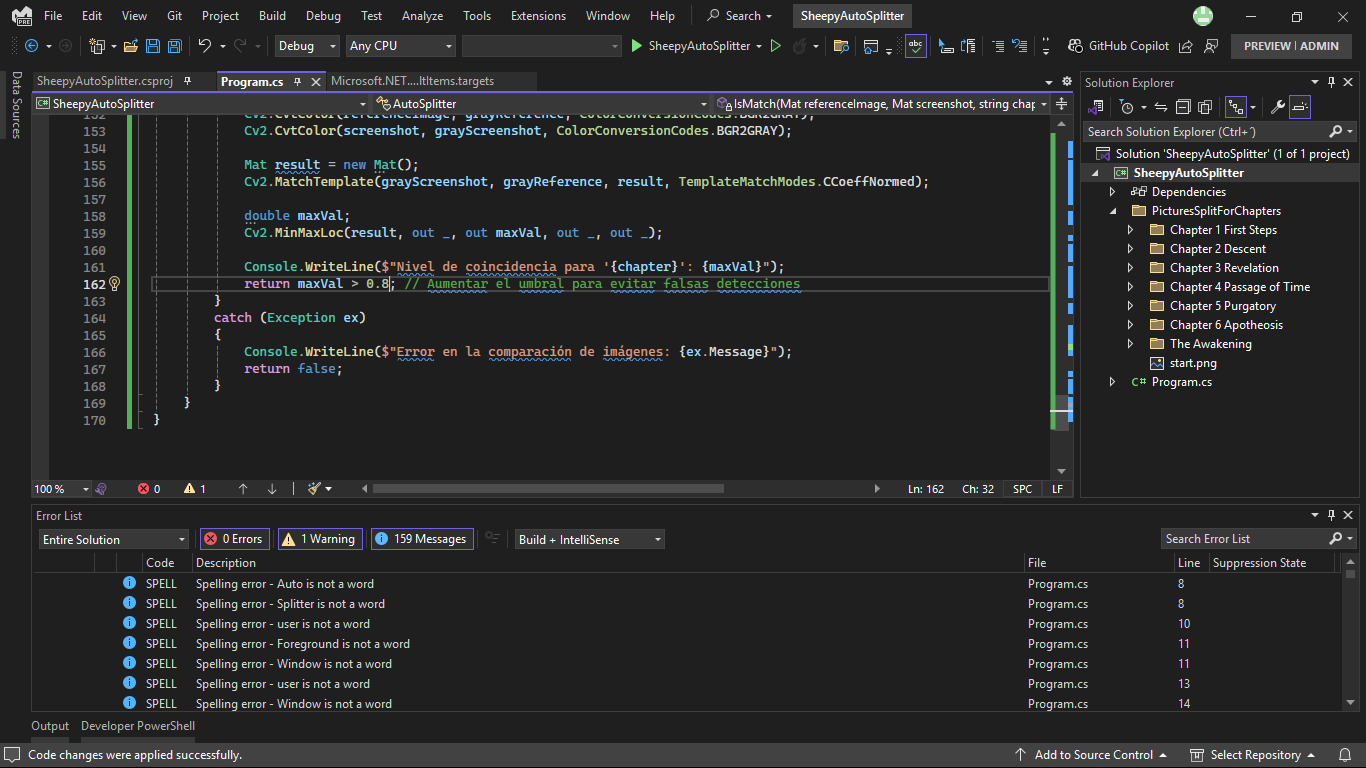 File Edit View Git Project Build Debug Test Analyze Tools Extensions Window Help Search SheepyAutoSplitter
PRE
Debug Any CPU SheepyAutoSplitter abc GitHub Copilot PREVIEW | ADMIN
Data Sources
SheepyAutoSplitter.csproj Program.cs Microsoft.NET....ItItems.targets
C# SheepyAutoSplitter AutoSplitter IsMatch(Mat referenceImage, Mat screenshot, string chap
152 Cv2.CvtColor(referenceImage, grayReference, ColorConversionCodes.BGR2GRAY);
153 Cv2.CvtColor(screenshot, grayScreenshot, ColorConversionCodes.BGR2GRAY);
154
155 Mat result = new Mat();
156 Cv2.MatchTemplate(grayScreenshot, grayReference, result, TemplateMatchModes.CCoeffNormed);
157
158 double maxVal;
159 Cv2.MinMaxLoc(result, out _, out maxVal, out _, out _);
160
161 Console.WriteLine($"Nivel de coincidencia para '{chapter}': {maxVal}");
162 return maxVal > 0.8; // Aumentar el umbral para evitar falsas detecciones
163 }
164 catch (Exception ex)
165 {
166 Console.WriteLine($"Error en la comparación de imágenes: {ex.Message}");
167 return false;
168 }
169 }
170 }
100 % 0 1 Ln: 162 Ch: 32 SPC LF
Solution Explorer
Search Solution Explorer (Ctrl+´)
Solution 'SheepyAutoSplitter' (1 of 1 project)
C# SheepyAutoSplitter
Dependencies
PicturesSplitForChapters
Chapter 1 First Steps
Chapter 2 Descent
Chapter 3 Revelation
Chapter 4 Passage of Time
Chapter 5 Purgatory
Chapter 6 Apotheosis
The Awakening
start.png
C# Program.cs
Error List
Entire Solution 0 Errors 1 Warning 159 Messages Build + IntelliSense Search Error List
Code Description File Line Suppression State
SPELL Spelling error - Auto is not a word Program.cs 8
SPELL Spelling error - Splitter is not a word Program.cs 8
SPELL Spelling error - user is not a word Program.cs 10
SPELL Spelling error - Foreground is not a word Program.cs 11
SPELL Spelling error - Window is not a word Program.cs 11
SPELL Spelling error - user is not a word Program.cs 13
SPELL Spelling error - Window is not a word Program.cs 14
Output Developer PowerShell
Code changes were applied successfully. Add to Source Control Select Repository